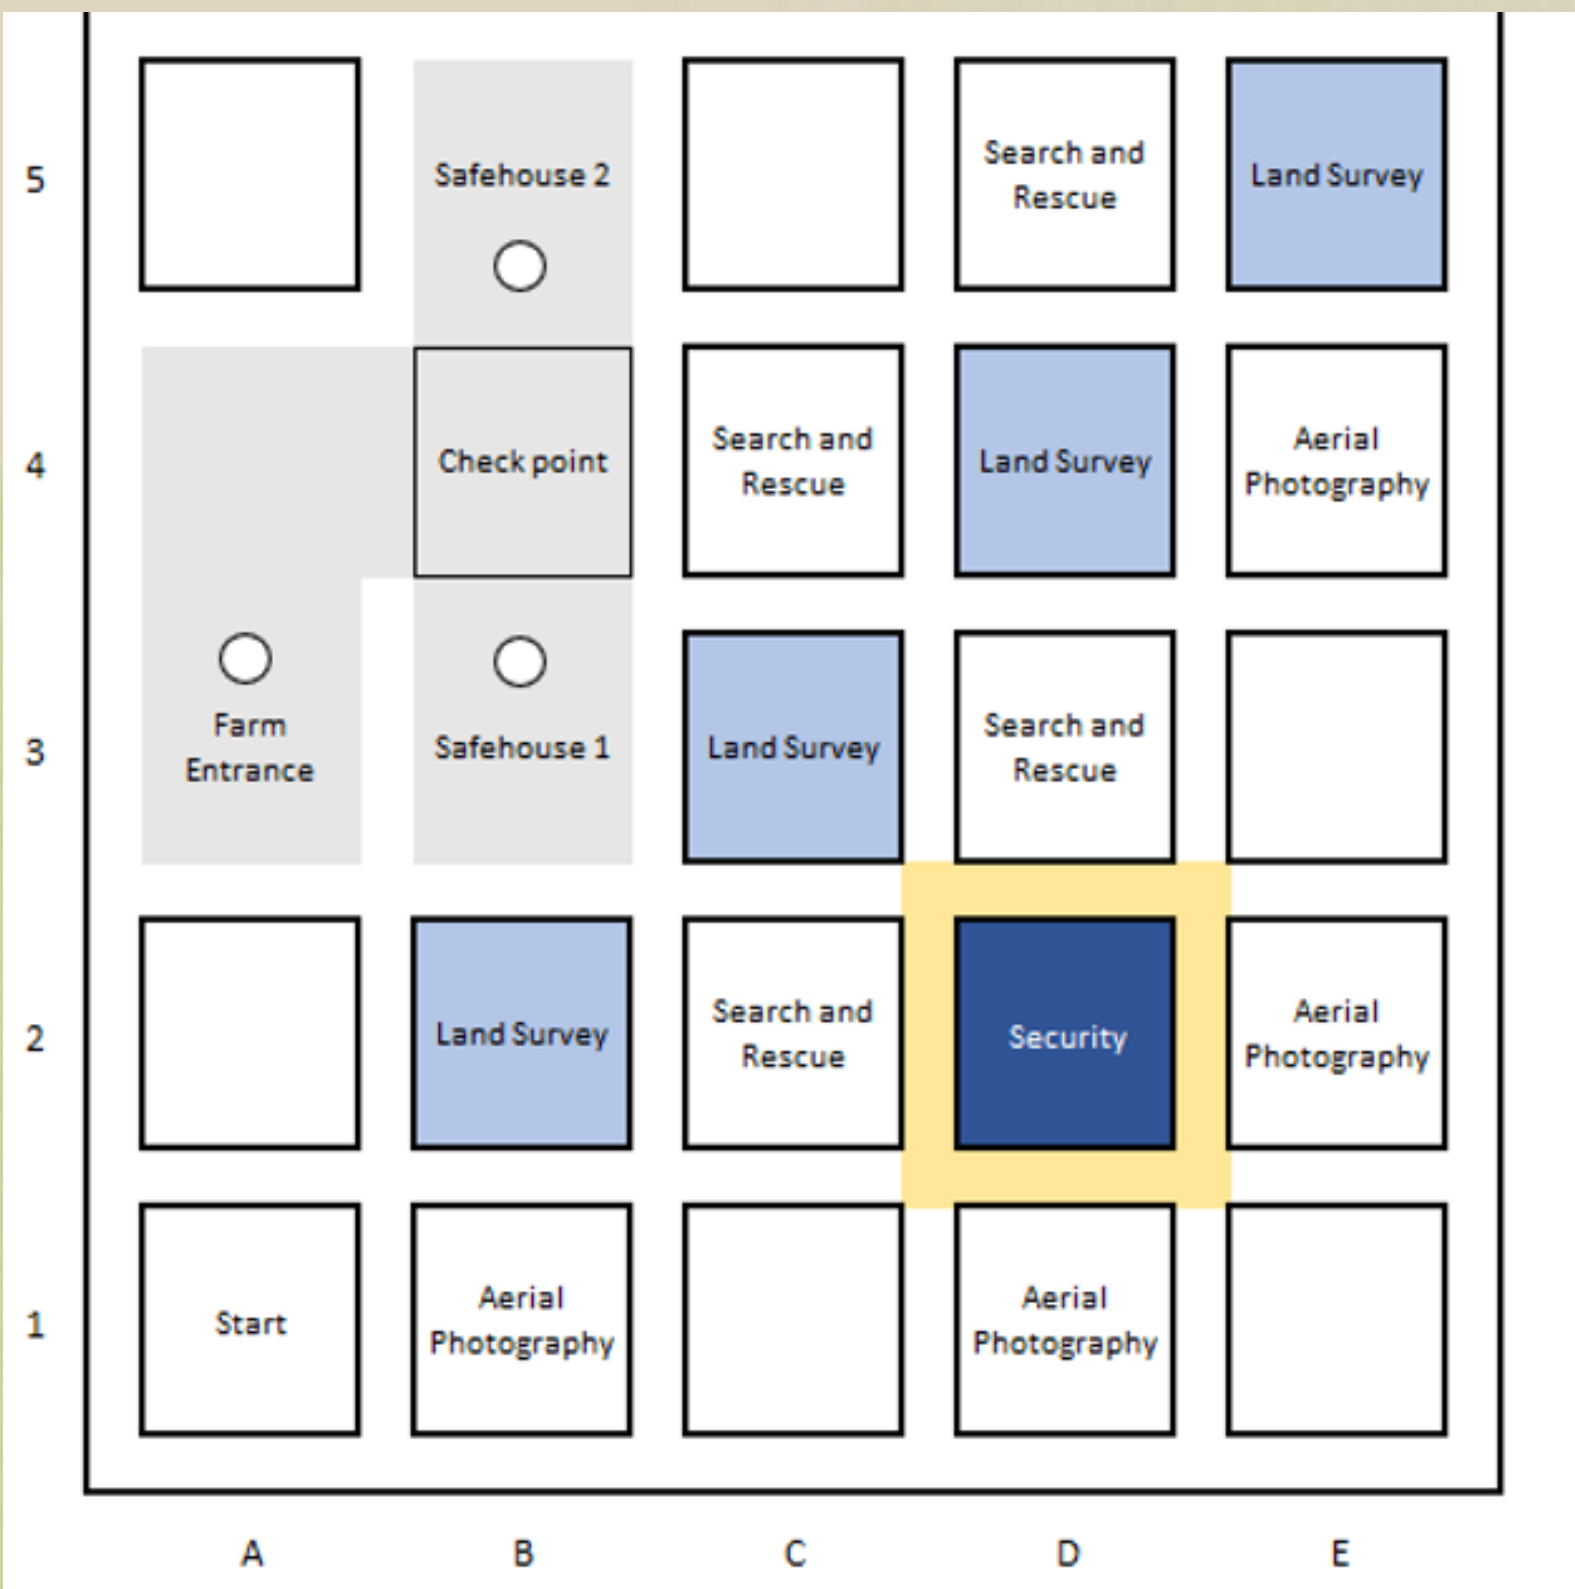 5
Safehouse 2
Search and
Rescue
Land Survey
4
Check point
Search and
Rescue
Land Survey
Aerial
Photography
3
Farm
Entrance
Safehouse 1
Land Survey
Search and
Rescue
2
Land Survey
Search and
Rescue
Security
Aerial
Photography
1
Start
Aerial
Photography
Aerial
Photography
A B C D E